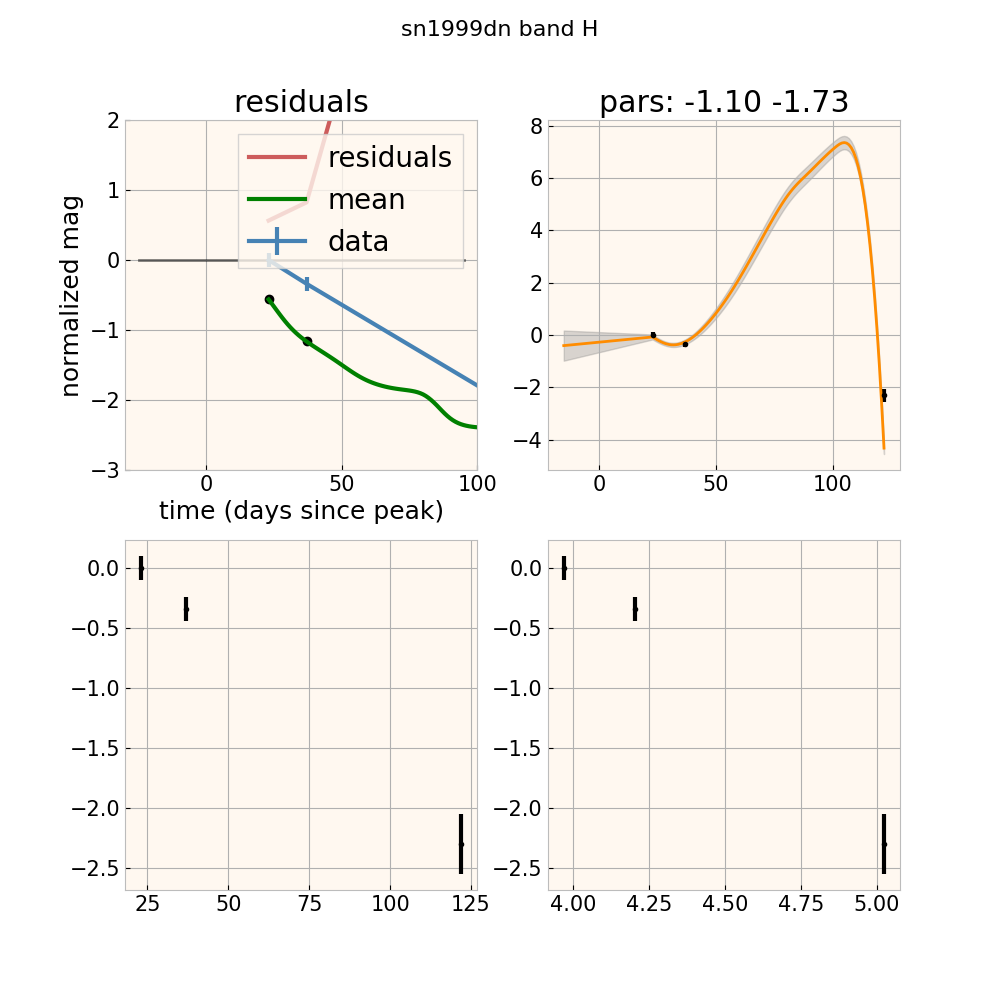 sn1999dn band H
residuals
pars: -1.10 -1.73
normalized mag
2
1
0
−1
−2
−3
residuals
mean
data
0 50 100
time (days since peak)
8
6
4
2
0
−2
−4
0 50 100
0.0
−0.5
−1.0
−1.5
−2.0
−2.5
25 50 75 100 125
0.0
−0.5
−1.0
−1.5
−2.0
−2.5
4.00 4.25 4.50 4.75 5.00